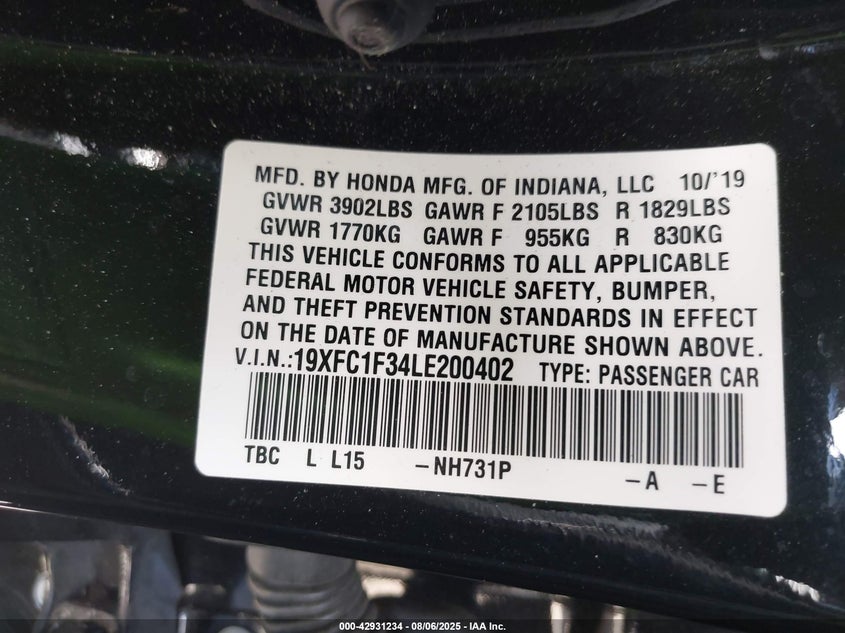 MFD. BY HONDA MFG. OF INDIANA, LLC 10/'19
GVWR 3902LBS GAWR F 2105LBS R 1829LBS
GVWR 1770KG GAWR F 955KG R 830KG
THIS VEHICLE CONFORMS TO ALL APPLICABLE
FEDERAL MOTOR VEHICLE SAFETY, BUMPER,
AND THEFT PREVENTION STANDARDS IN EFFECT
ON THE DATE OF MANUFACTURE SHOWN ABOVE.
V.I.N.:19XFC1F34LE200402 TYPE: PASSENGER CAR
TBC L L15 -NH731P -A -E
000-42931234 - 08/06/2025 - IAA Inc.